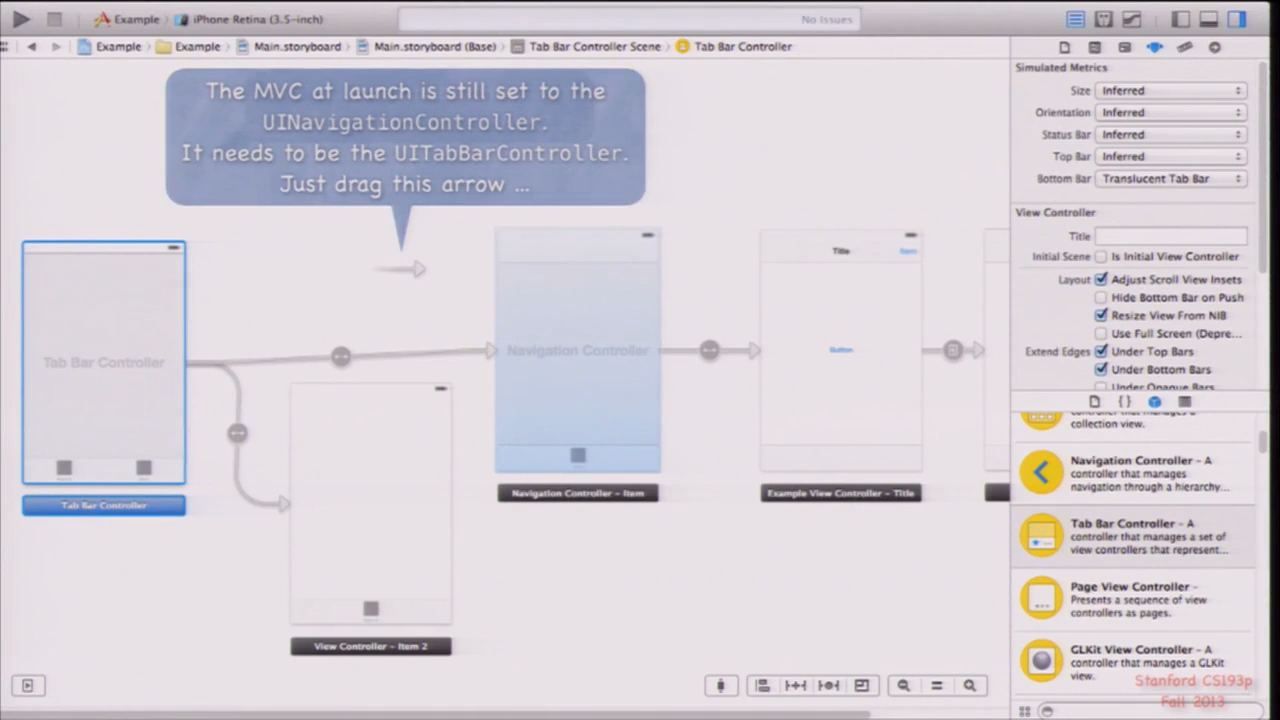 Example
iPhone Retina (3.5-inch)
No Issues
Example
Example
Main.storyboard
Main.storyboard (Base)
Tab Bar Controller Scene
Tab Bar Controller
The MVC at launch is still set to the
UINavigationController.
It needs to be the UITabBarController.
Just drag this arrow ...
Tab Bar Controller
Tab Bar Controller
View Controller - Item 2
Navigation Controller
Navigation Controller - Item
Title
Item
Button
Example View Controller - Title
Simulated Metrics
Size Inferred
Orientation Inferred
Status Bar Inferred
Top Bar Inferred
Bottom Bar Translucent Tab Bar
View Controller
Title
Initial Scene Is Initial View Controller
Layout Adjust Scroll View Insets
Hide Bottom Bar on Push
Resize View From NIB
Use Full Screen (Depre...
Extend Edges Under Top Bars
Under Bottom Bars
Under Opaque Bars
{ }
controller that manages a
collection view.
Navigation Controller - A
controller that manages
navigation through a hierarchy...
Tab Bar Controller - A
controller that manages a set of
view controllers that represent...
Page View Controller -
Presents a sequence of view
controllers as pages.
GLKit View Controller - A
controller that manages a GLKit
view.
Stanford CS193p
Fall 2013